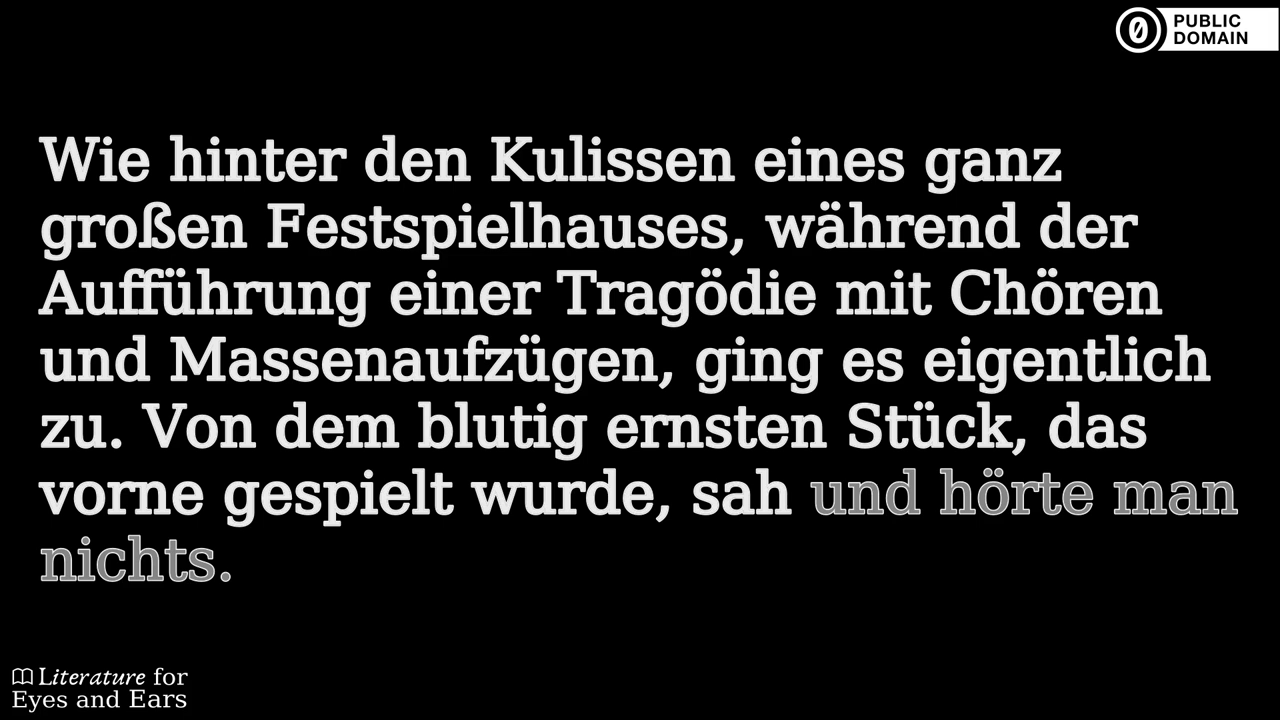 PUBLIC
DOMAIN
Wie hinter den Kulissen eines ganz
großen Festspielhauses, während der
Aufführung einer Tragödie mit Chören
und Massenaufzügen, ging es eigentlich
zu. Von dem blutig ernsten Stück, das
vorne gespielt wurde, sah und hörte man
nichts.
Literature for
Eyes and Ears